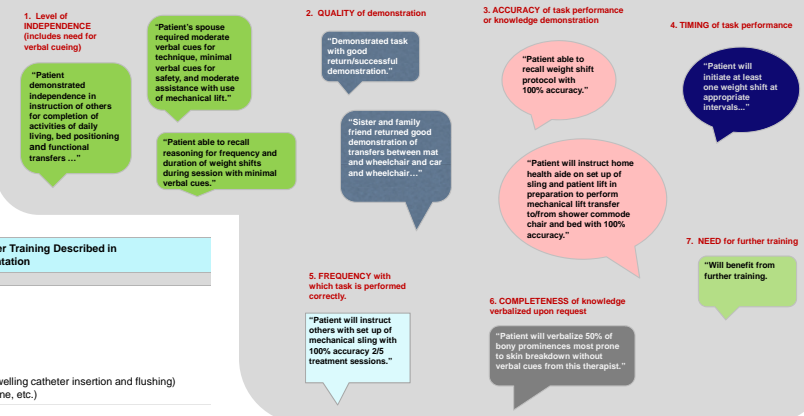 1. Level of
INDEPENDENCE
(includes need for
verbal cueing)
“Patient
demonstrated
independence in
instruction of others
for completion of
activities of daily
living, bed positioning
and functional
transfers …”
“Patient’s spouse
required moderate
verbal cues for
technique, minimal
verbal cues for
safety, and moderate
assistance with use
of mechanical lift.”
“Patient able to recall
reasoning for frequency and
duration of weight shifts
during session with minimal
verbal cues.”
2. QUALITY of demonstration
“Demonstrated task
with good
return/successful
demonstration.”
“Sister and family
friend returned good
demonstration of
transfers between mat
and wheelchair and car
and wheelchair…”
3. ACCURACY of task performance
or knowledge demonstration
“Patient able to
recall weight shift
protocol with
100% accuracy.”
“Patient will instruct home
health aide on set up of
sling and patient lift in
preparation to perform
mechanical lift transfer
to/from shower commode
chair and bed with 100%
accuracy.”
4. TIMING of task performance
“Patient will
initiate at least
one weight shift at
appropriate
intervals...”
5. FREQUENCY with
which task is performed
correctly.
“Patient will instruct
others with set up of
mechanical sling with
100% accuracy 2/5
treatment sessions.”
6. COMPLETENESS of knowledge
verbalized upon request
“Patient will verbalize 50% of
bony prominences most prone
to skin breakdown without
verbal cues from this therapist.”
7. NEED for further training
“Will benefit from
further training.
er Training Described in
tation
welling catheter insertion and flushing)
ne, etc.)